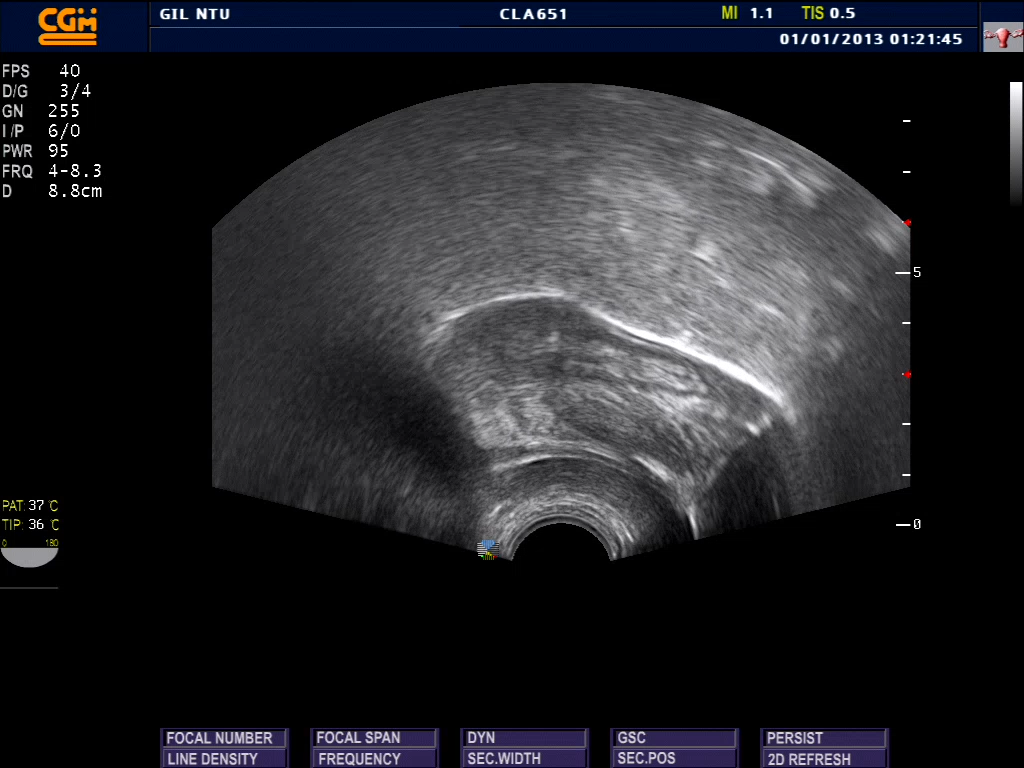 CGM
GIL NTU
CLA651
MI 1.1 TIS 0.5
01/01/2013 01:21:45
FPS 40
D/G 3/4
GN 255
I/P 6/0
PWR 95
FRQ 4-8.3
D 8.8cm
5
PAT: 37 °C
TIP: 36 °C
0 180
0
FOCAL NUMBER
LINE DENSITY
FOCAL SPAN
FREQUENCY
DYN
SEC.WIDTH
GSC
SEC.POS
PERSIST
2D REFRESH